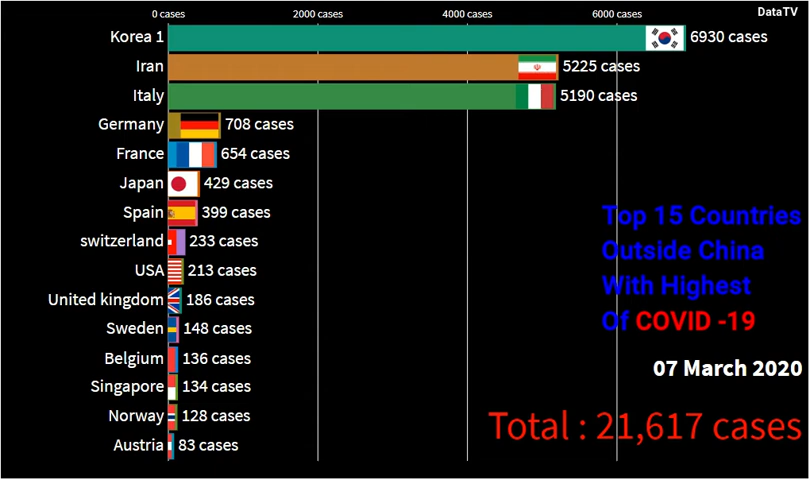 DataTV
0 cases 2000 cases 4000 cases 6000 cases
Korea 1 6930 cases
Iran 5225 cases
Italy 5190 cases
Germany 708 cases
France 654 cases
Japan 429 cases
Spain 399 cases
switzerland 233 cases
USA 213 cases
United kingdom 186 cases
Sweden 148 cases
Belgium 136 cases
Singapore 134 cases
Norway 128 cases
Austria 83 cases
Top 15 Countries
Outside China
With Highest
Of COVID -19
07 March 2020
Total : 21,617 cases